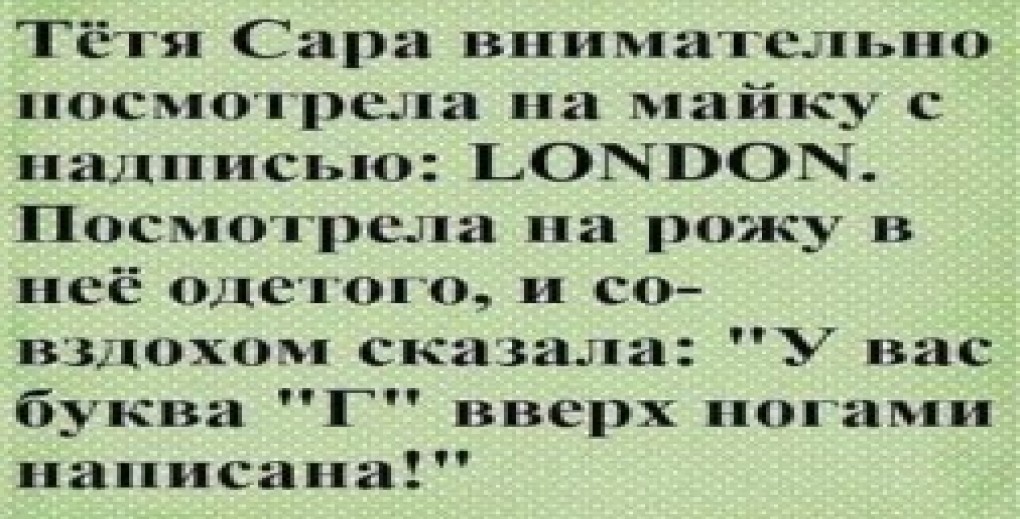 Тётя Сара внимательно
посмотрела на майку с
надписью: LONDON.
Посмотрела на рожу в
неё одетого, и со-
вздохом сказала: "У вас
буква "Г" вверх ногами
написана!"